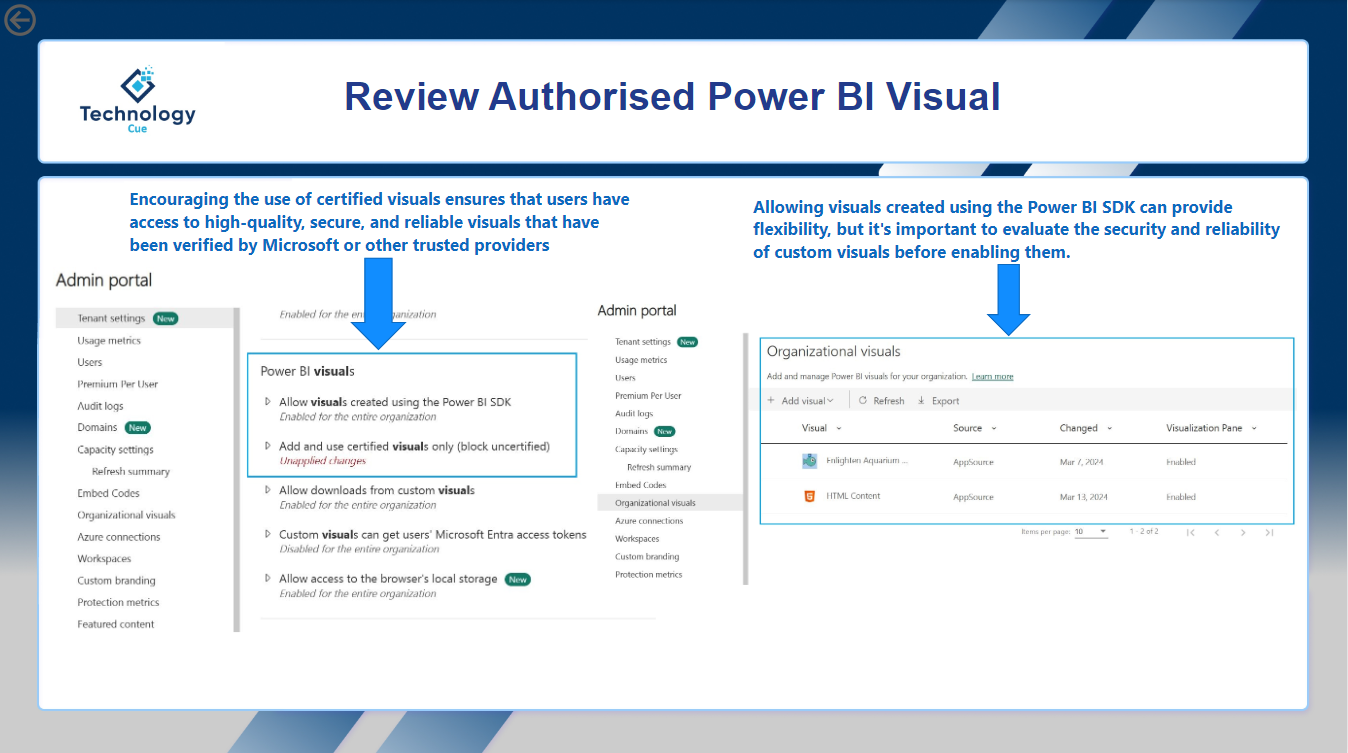 Technology
Cue
Review Authorised Power BI Visual
Encouraging the use of certified visuals ensures that users have
access to high-quality, secure, and reliable visuals that have
been verified by Microsoft or other trusted providers
Allowing visuals created using the Power BI SDK can provide
flexibility, but it's important to evaluate the security and reliability
of custom visuals before enabling them.
Admin portal
Tenant settings New
Usage metrics
Users
Premium Per User
Audit logs
Domains New
Capacity settings
Refresh summary
Embed Codes
Organizational visuals
Azure connections
Workspaces
Custom branding
Protection metrics
Featured content
Enabled for the organization
Power BI visuals
Allow visuals created using the Power BI SDK
Enabled for the entire organization
Add and use certified visuals only (block uncertified)
Unapplied changes
Allow downloads from custom visuals
Enabled for the entire organization
Custom visuals can get users' Microsoft Entra access tokens
Disabled for the entire organization
Allow access to the browser's local storage New
Enabled for the entire organization
Admin portal
Tenant settings New
Usage metrics
Users
Premium Per User
Audit logs
Domains New
Capacity settings
Refresh summary
Embed Codes
Organizational visuals
Azure connections
Workspaces
Custom branding
Protection metrics
Organizational visuals
Add and manage Power BI visuals for your organization. Learn more
+ Add visual Refresh Export
Visual Source Changed Visualization Pane
Enlighten Aquarium ... AppSource Mar 7, 2024 Enabled
HTML Content AppSource Mar 13, 2024 Enabled
Items per page: 10 1 - 2 of 2